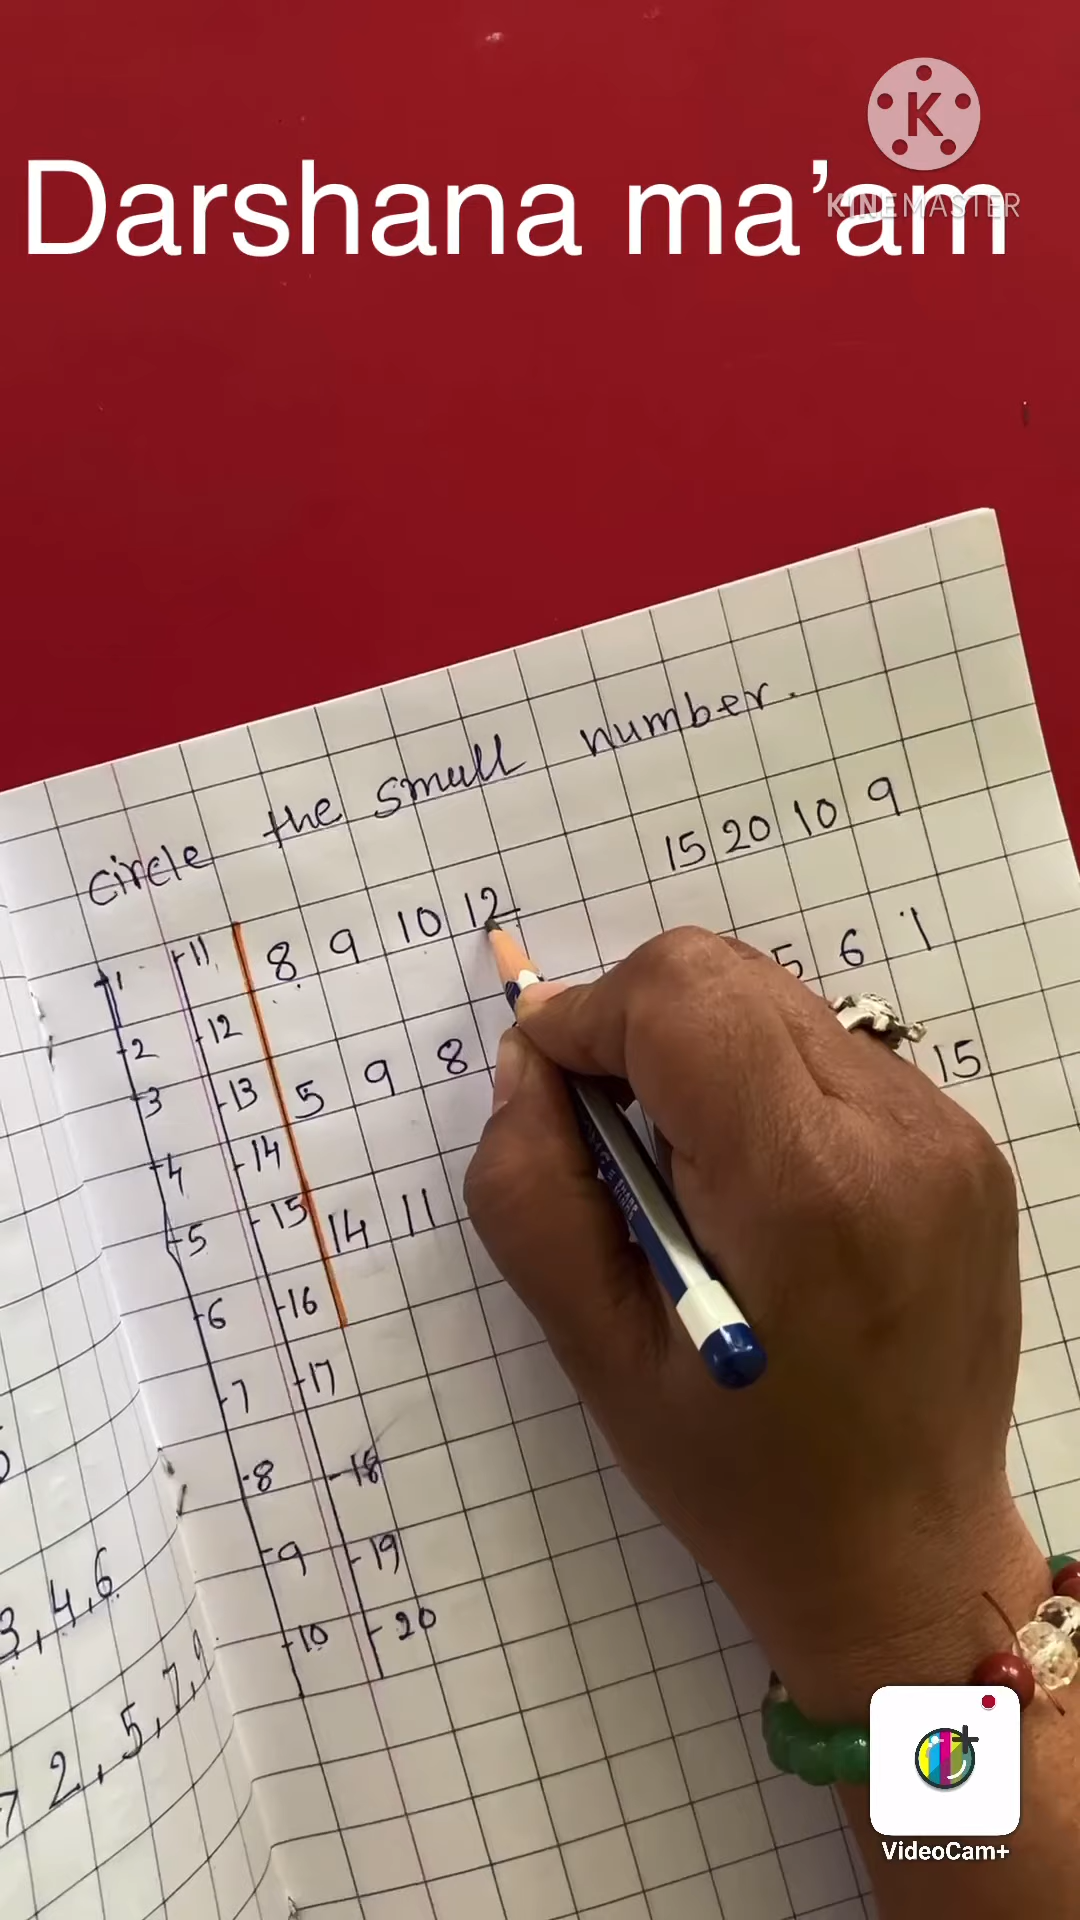 Darshana ma’am
K
KINEMASTER
circle the small number.
15 20 10 9
8 9 10 12
5 6 1
5 9 8
15
14 11
1 11
2 12
3 13
4 14
5 15
6 16
7 17
8 18
9 19
10 20
3, 4, 6
2, 5, 7, 9
VideoCam+